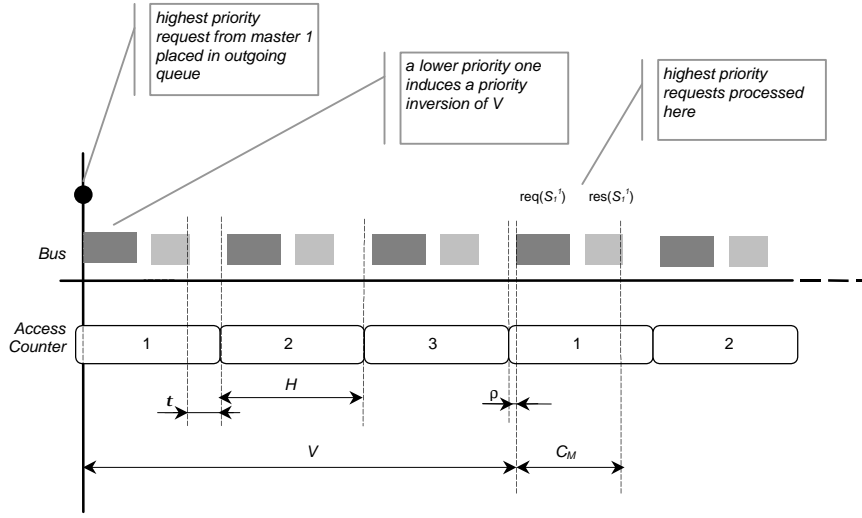 highest priority
request from master 1
placed in outgoing
queue
a lower priority one
induces a priority
inversion of V
highest priority
requests processed
here
req(S₁¹) res(S₁¹)
Bus
Access
Counter
1 2 3 1 2
t H ρ
V C_M